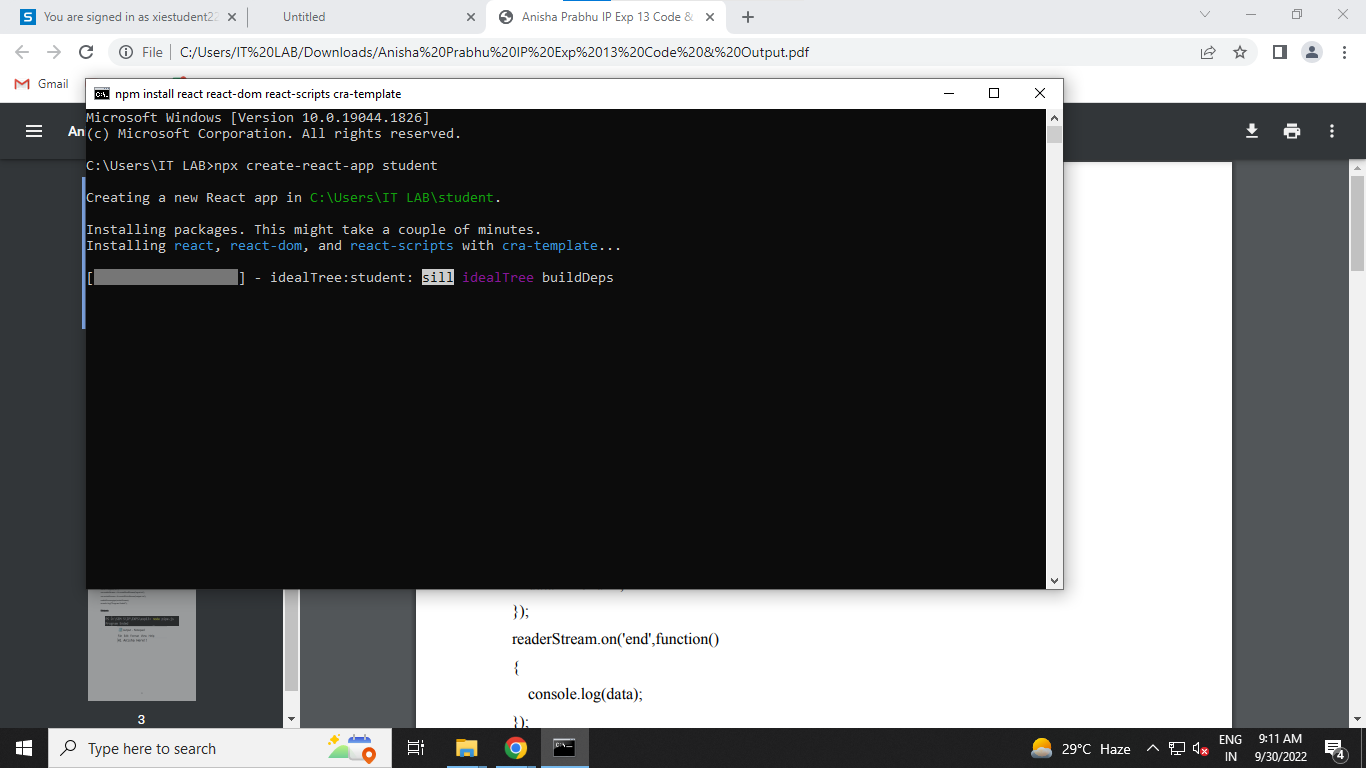 You are signed in as xiestudent22
Untitled
Anisha Prabhu IP Exp 13 Code &
File
C:/Users/IT%20LAB/Downloads/Anisha%20Prabhu%20IP%20Exp%2013%20Code%20&%20Output.pdf
Gmail
npm install react react-dom react-scripts cra-template
An
Microsoft Windows [Version 10.0.19044.1826]
(c) Microsoft Corporation. All rights reserved.
C:\Users\IT LAB>npx create-react-app student
Creating a new React app in C:\Users\IT LAB\student.
Installing packages. This might take a couple of minutes.
Installing react, react-dom, and react-scripts with cra-template...
[                  ] - idealTree:student: sill idealTree buildDeps
});
readerStream.on('end',function()
{
console.log(data);
});
3
Type here to search
29°C Haze
ENG
IN
9:11 AM
9/30/2022
4